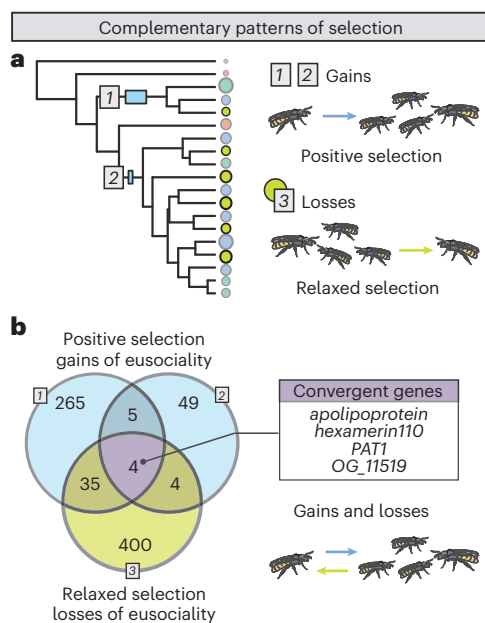 Complementary patterns of selection
a
1
2
1 2 Gains
Positive selection
3 Losses
Relaxed selection
b
Positive selection
gains of eusociality
1
265
5
49
2
4
35
4
400
3
Relaxed selection
losses of eusociality
Convergent genes
apolipoprotein
hexamerin110
PAT1
OG_11519
Gains and losses